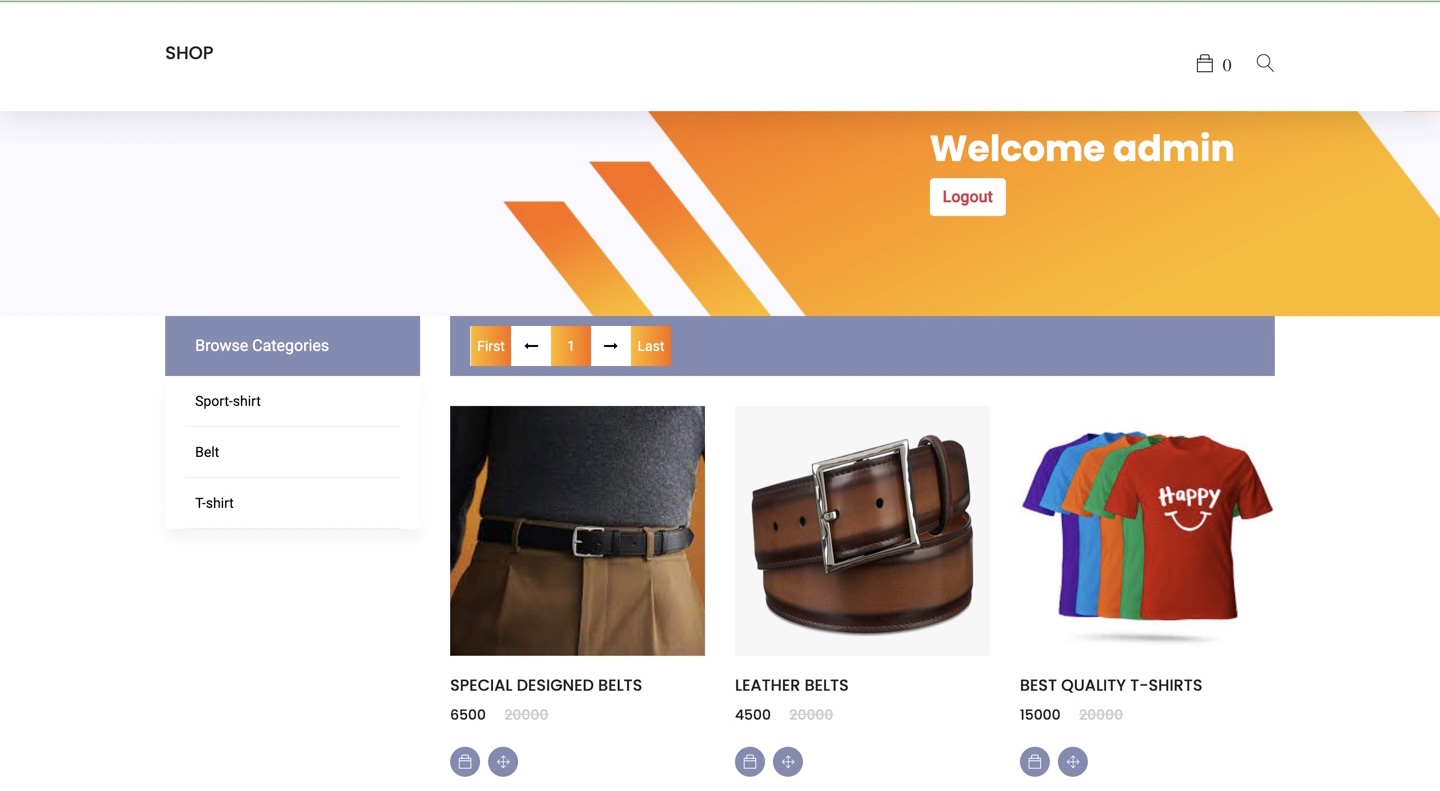 SHOP
0
Welcome admin
Logout
Browse Categories
First 1 Last
Sport-shirt
Belt
T-shirt
Happy
SPECIAL DESIGNED BELTS
6500 20000
LEATHER BELTS
4500 20000
BEST QUALITY T-SHIRTS
15000 20000